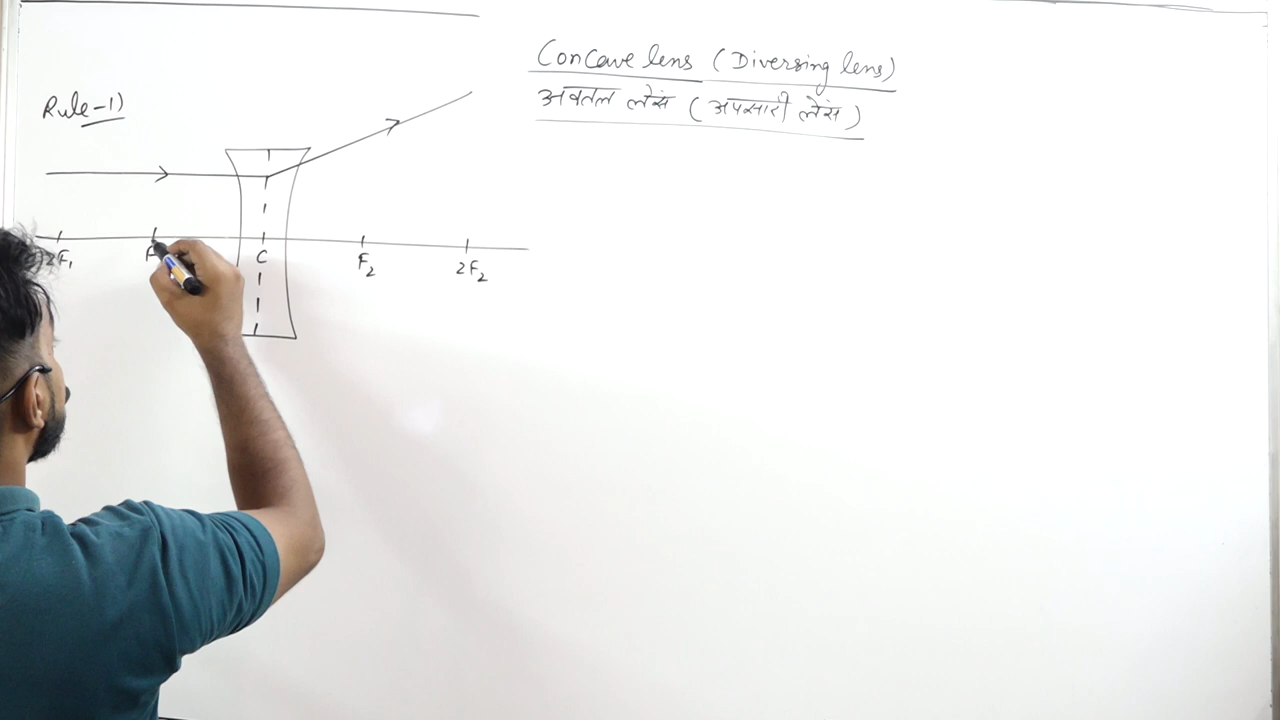 Concave lens (Diverging lens)
अवतल लेंस (अपसारी लेंस)
Rule-1)
2F₁ F C F₂ 2F₂